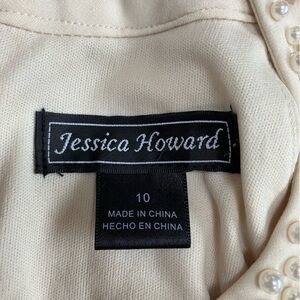 Jessica Howard
10
MADE IN CHINA
HECHO EN CHINA